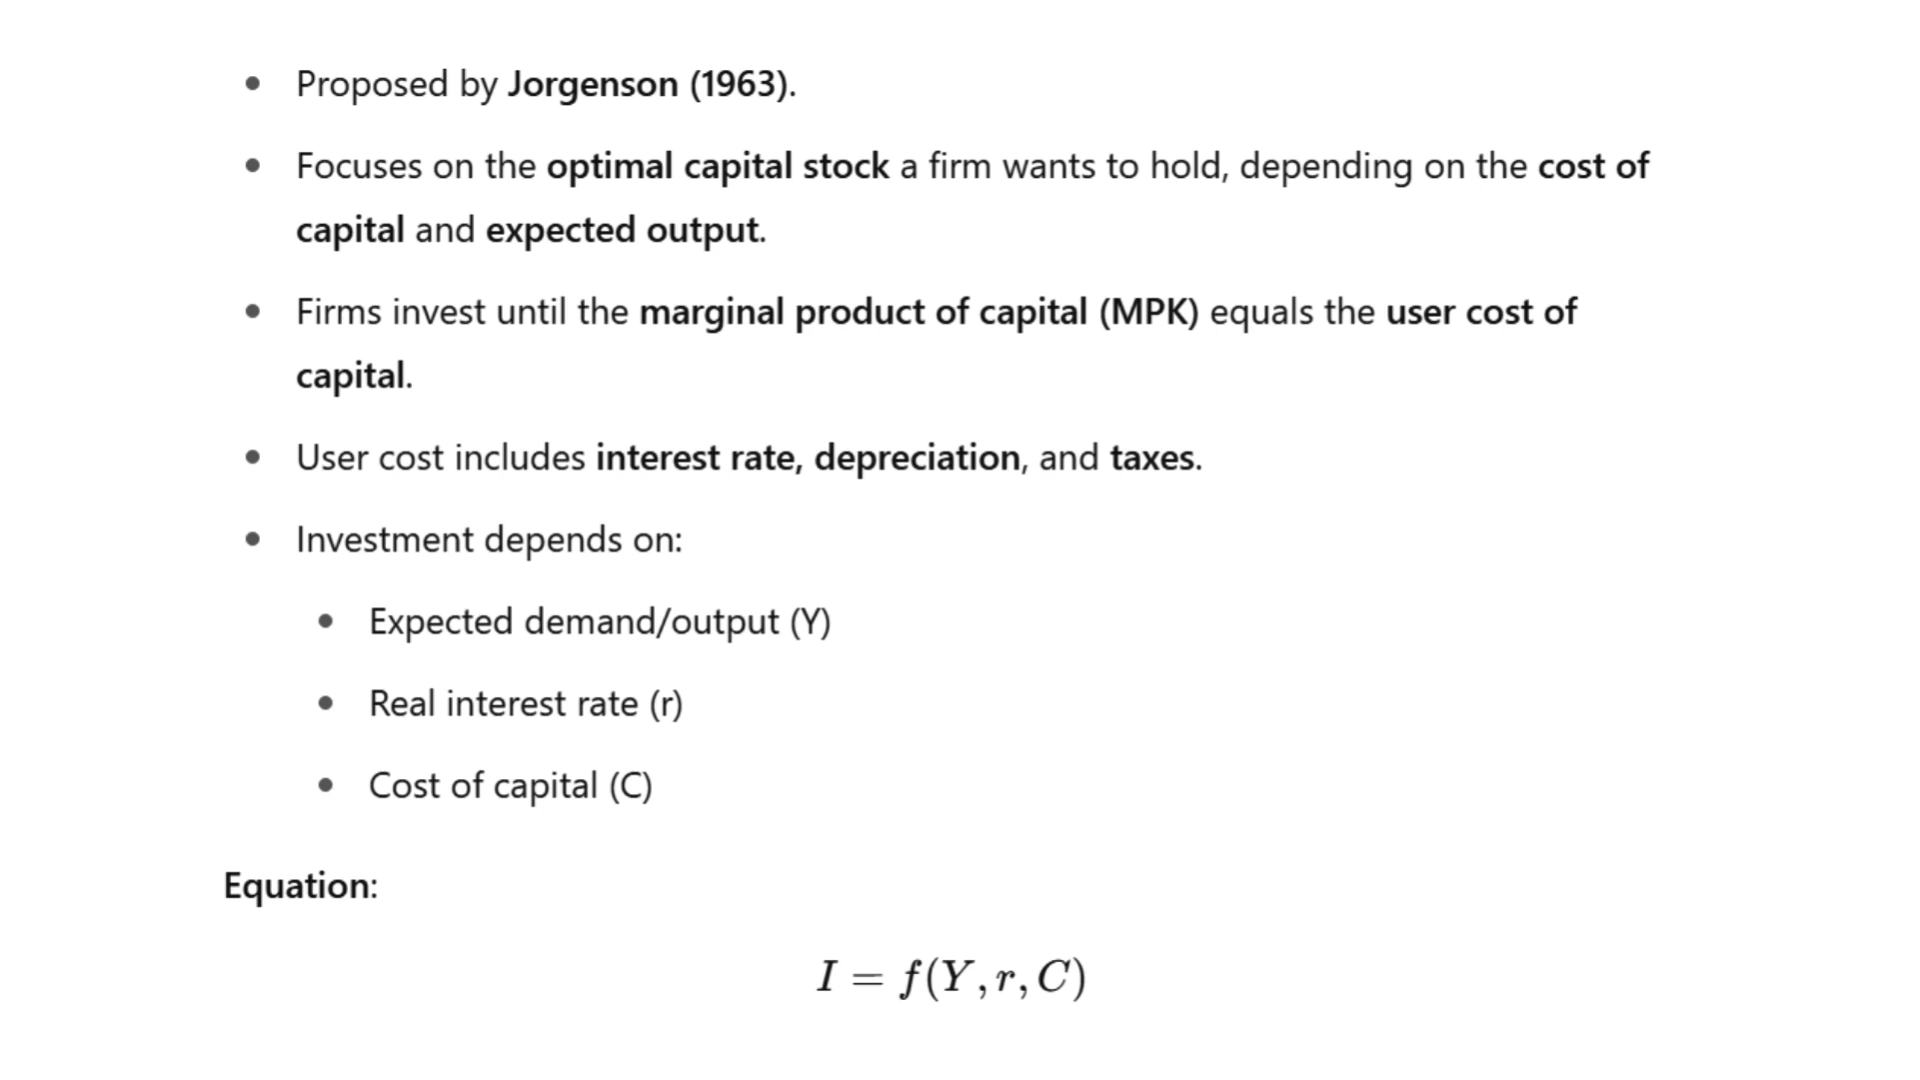 • Proposed by Jorgenson (1963).
• Focuses on the optimal capital stock a firm wants to hold, depending on the cost of
capital and expected output.
• Firms invest until the marginal product of capital (MPK) equals the user cost of
capital.
• User cost includes interest rate, depreciation, and taxes.
• Investment depends on:
• Expected demand/output (Y)
• Real interest rate (r)
• Cost of capital (C)
Equation:
I = f(Y, r, C)